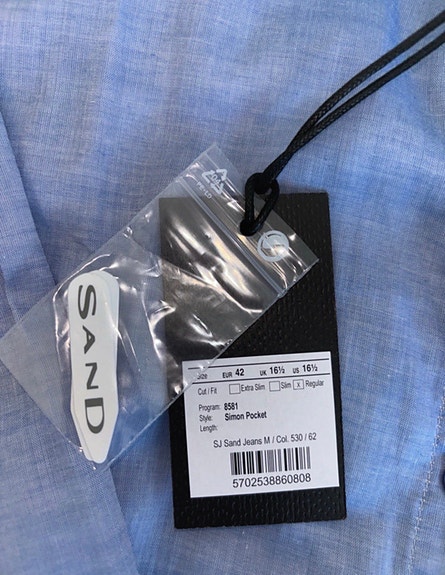 SAND
Size EUR 42 UK 16½ US 16½
Cut / Fit Extra Slim Slim x Regular
Program: 8581
Style: Simon Pocket
Length:
SJ Sand Jeans M / Col. 530 / 62
5702538860808